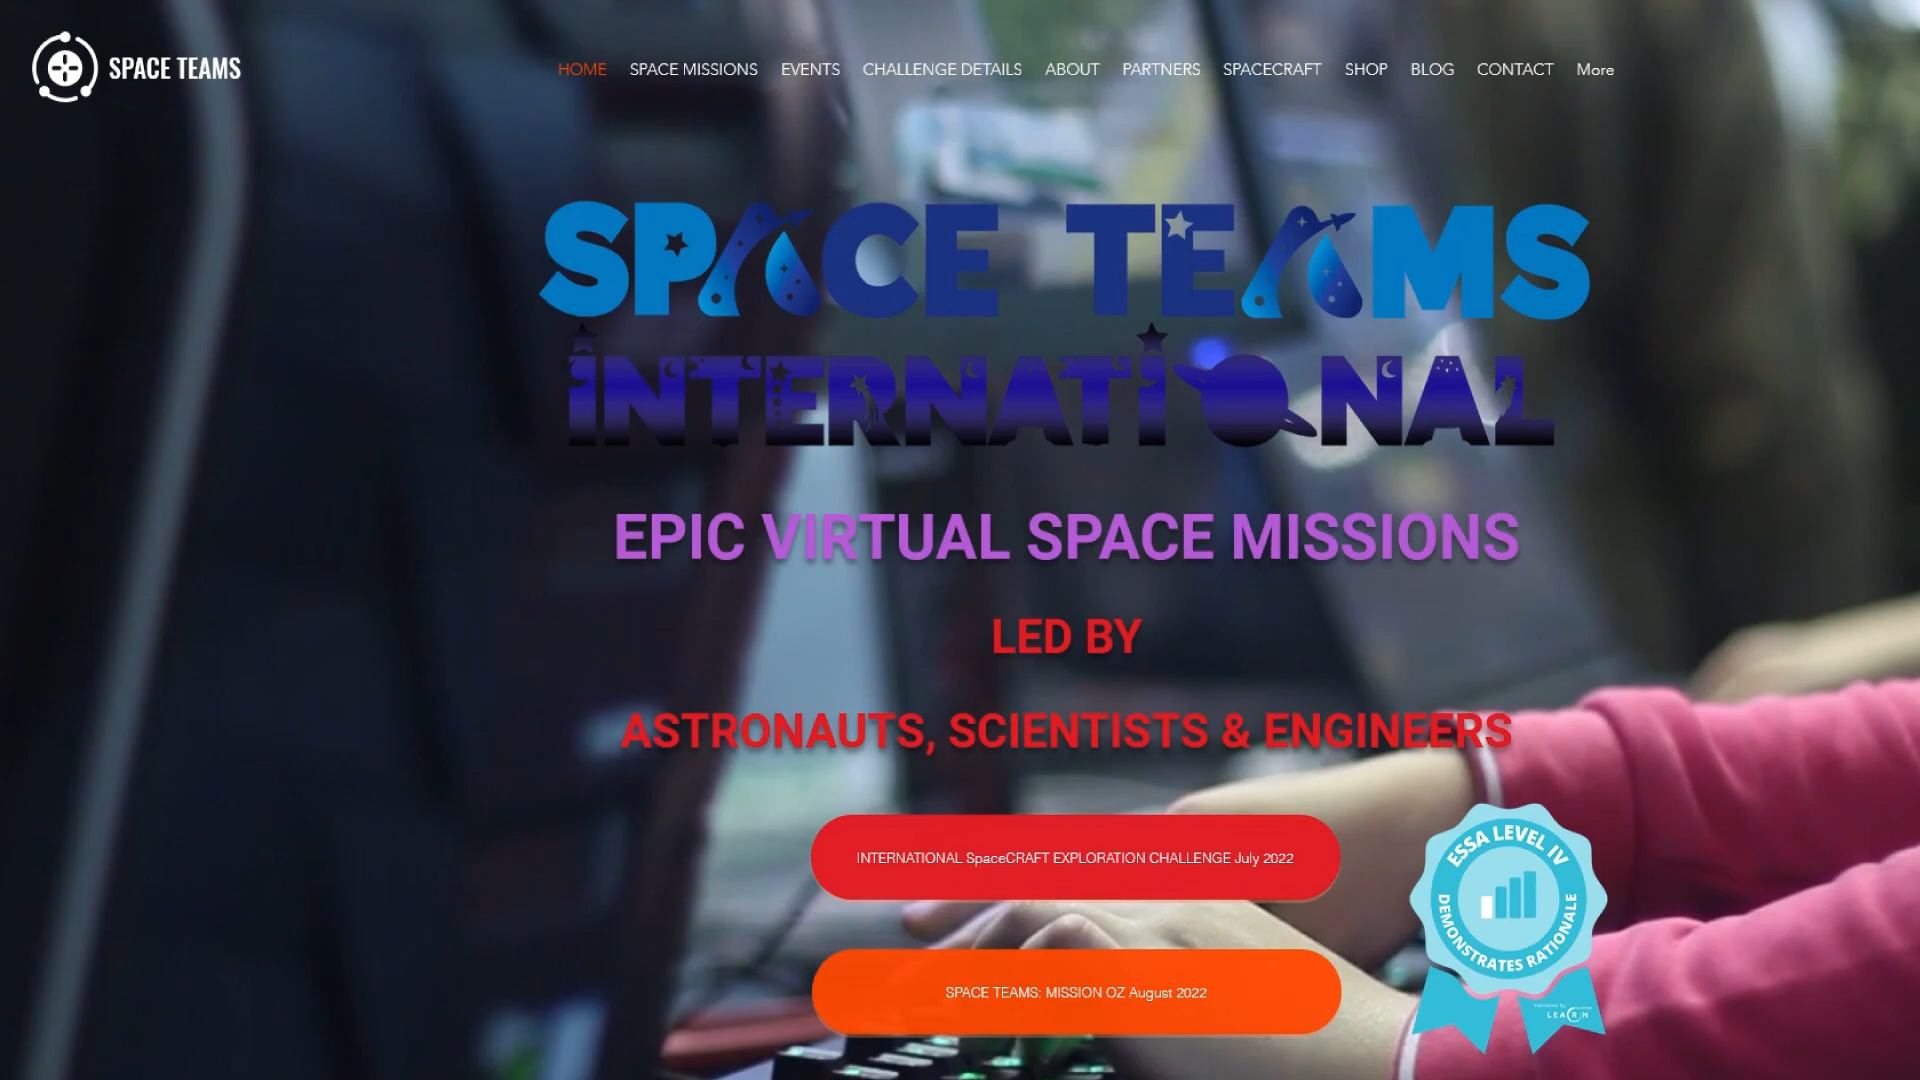 SPACE TEAMS
HOME SPACE MISSIONS EVENTS CHALLENGE DETAILS ABOUT PARTNERS SPACECRAFT SHOP BLOG CONTACT More
SPACE TEAMS
INTERNATIONAL
EPIC VIRTUAL SPACE MISSIONS
LED BY
ASTRONAUTS, SCIENTISTS & ENGINEERS
INTERNATIONAL SpaceCRAFT EXPLORATION CHALLENGE July 2022
ESSA LEVEL IV
DEMONSTRATES RATIONALE
SPACE TEAMS: MISSION OZ August 2022
LEARN